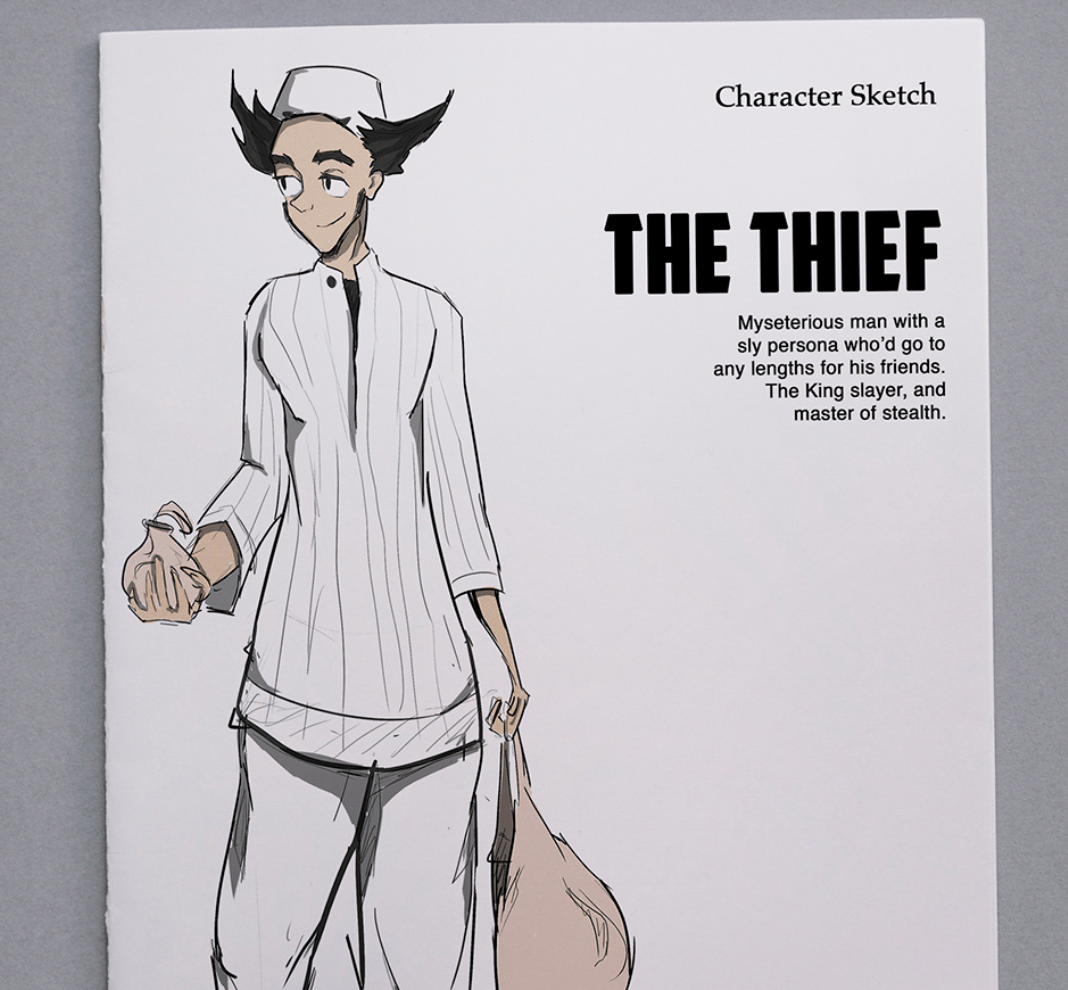 Character Sketch
THE THIEF
Myseterious man with a
sly persona who'd go to
any lengths for his friends.
The King slayer, and
master of stealth.